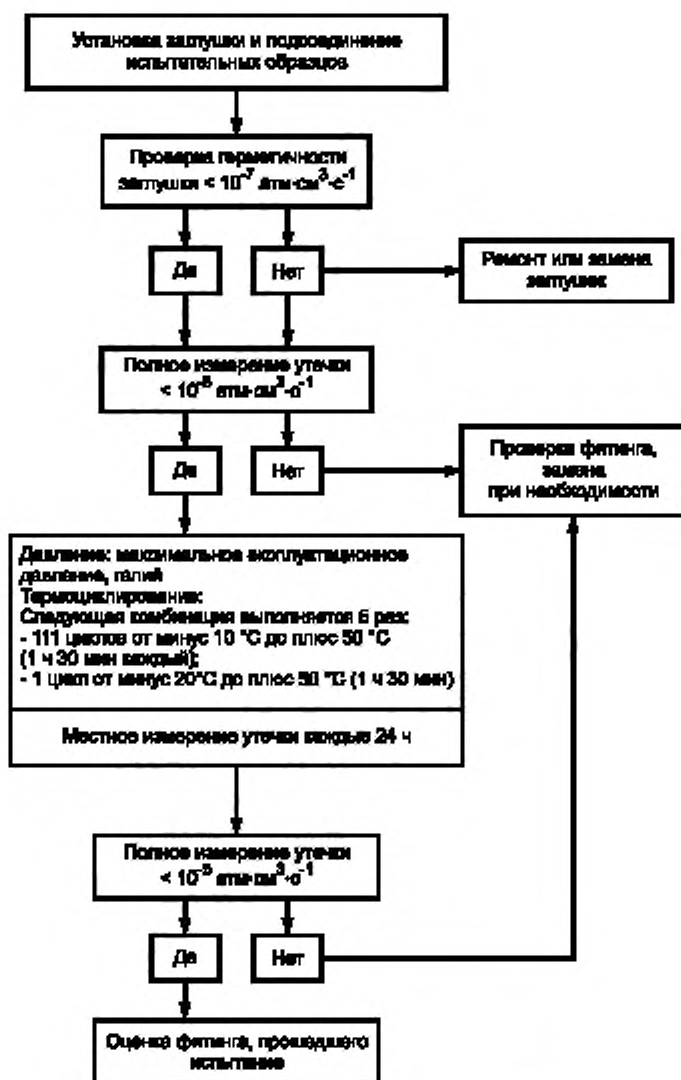 Установка заглушки и подсоединение
испытательных образцов
Проверка герметичности
заглушки < 10⁻⁷ атм·см³·с⁻¹
Да
Нет
Ремонт или замена
заглушек
Полное измерение утечки
< 10⁻⁵ атм·см³·с⁻¹
Да
Нет
Проверка фитинга,
замена
при необходимости
Давление: максимальное эксплуатационное
давление, гелий
Термоциклирование:
Следующая комбинация выполняется 6 раз:
- 111 циклов от минус 10 °C до плюс 50 °C
(1 ч 30 мин каждый);
- 1 цикл от минус 20°C до плюс 50 °C (1 ч 30 мин)
Местное измерение утечки каждые 24 ч
Полное измерение утечки
< 10⁻⁵ атм·см³·с⁻¹
Да
Нет
Оценка фитинга, прошедшего
испытание